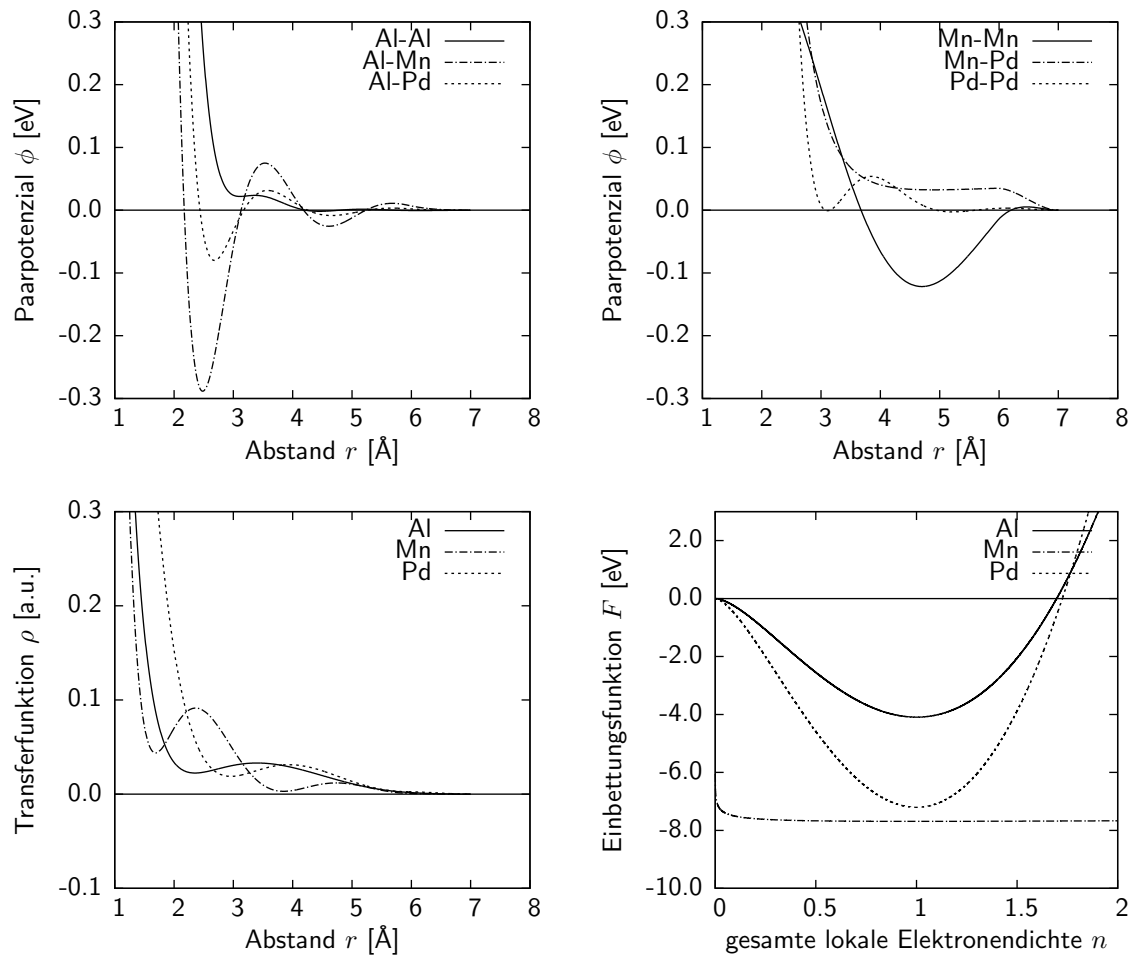 0.3
0.2
0.1
0.0
-0.1
-0.2
-0.3
Paarpotenzial ϕ [eV]
Al-Al
Al-Mn
Al-Pd
1 2 3 4 5 6 7 8
Abstand r [Å]
0.3
0.2
0.1
0.0
-0.1
-0.2
-0.3
Paarpotenzial ϕ [eV]
Mn-Mn
Mn-Pd
Pd-Pd
1 2 3 4 5 6 7 8
Abstand r [Å]
0.3
0.2
0.1
0.0
-0.1
Transferfunktion ρ [a.u.]
Al
Mn
Pd
1 2 3 4 5 6 7 8
Abstand r [Å]
2.0
0.0
-2.0
-4.0
-6.0
-8.0
-10.0
Einbettungsfunktion F [eV]
Al
Mn
Pd
0 0.5 1 1.5 2
gesamte lokale Elektronendichte n